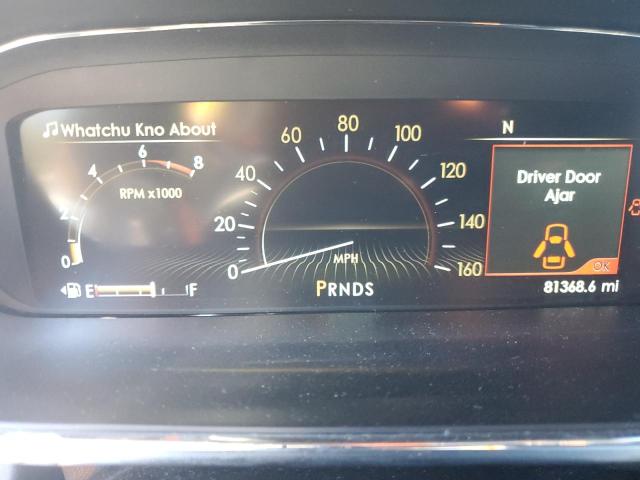 Whatchu Kno About
N
0 2 4 6 8
RPM x1000
0 20 40 60 80 100 120 140 160
MPH
Driver Door
Ajar
OK
E F
PRNDS
81368.6 mi